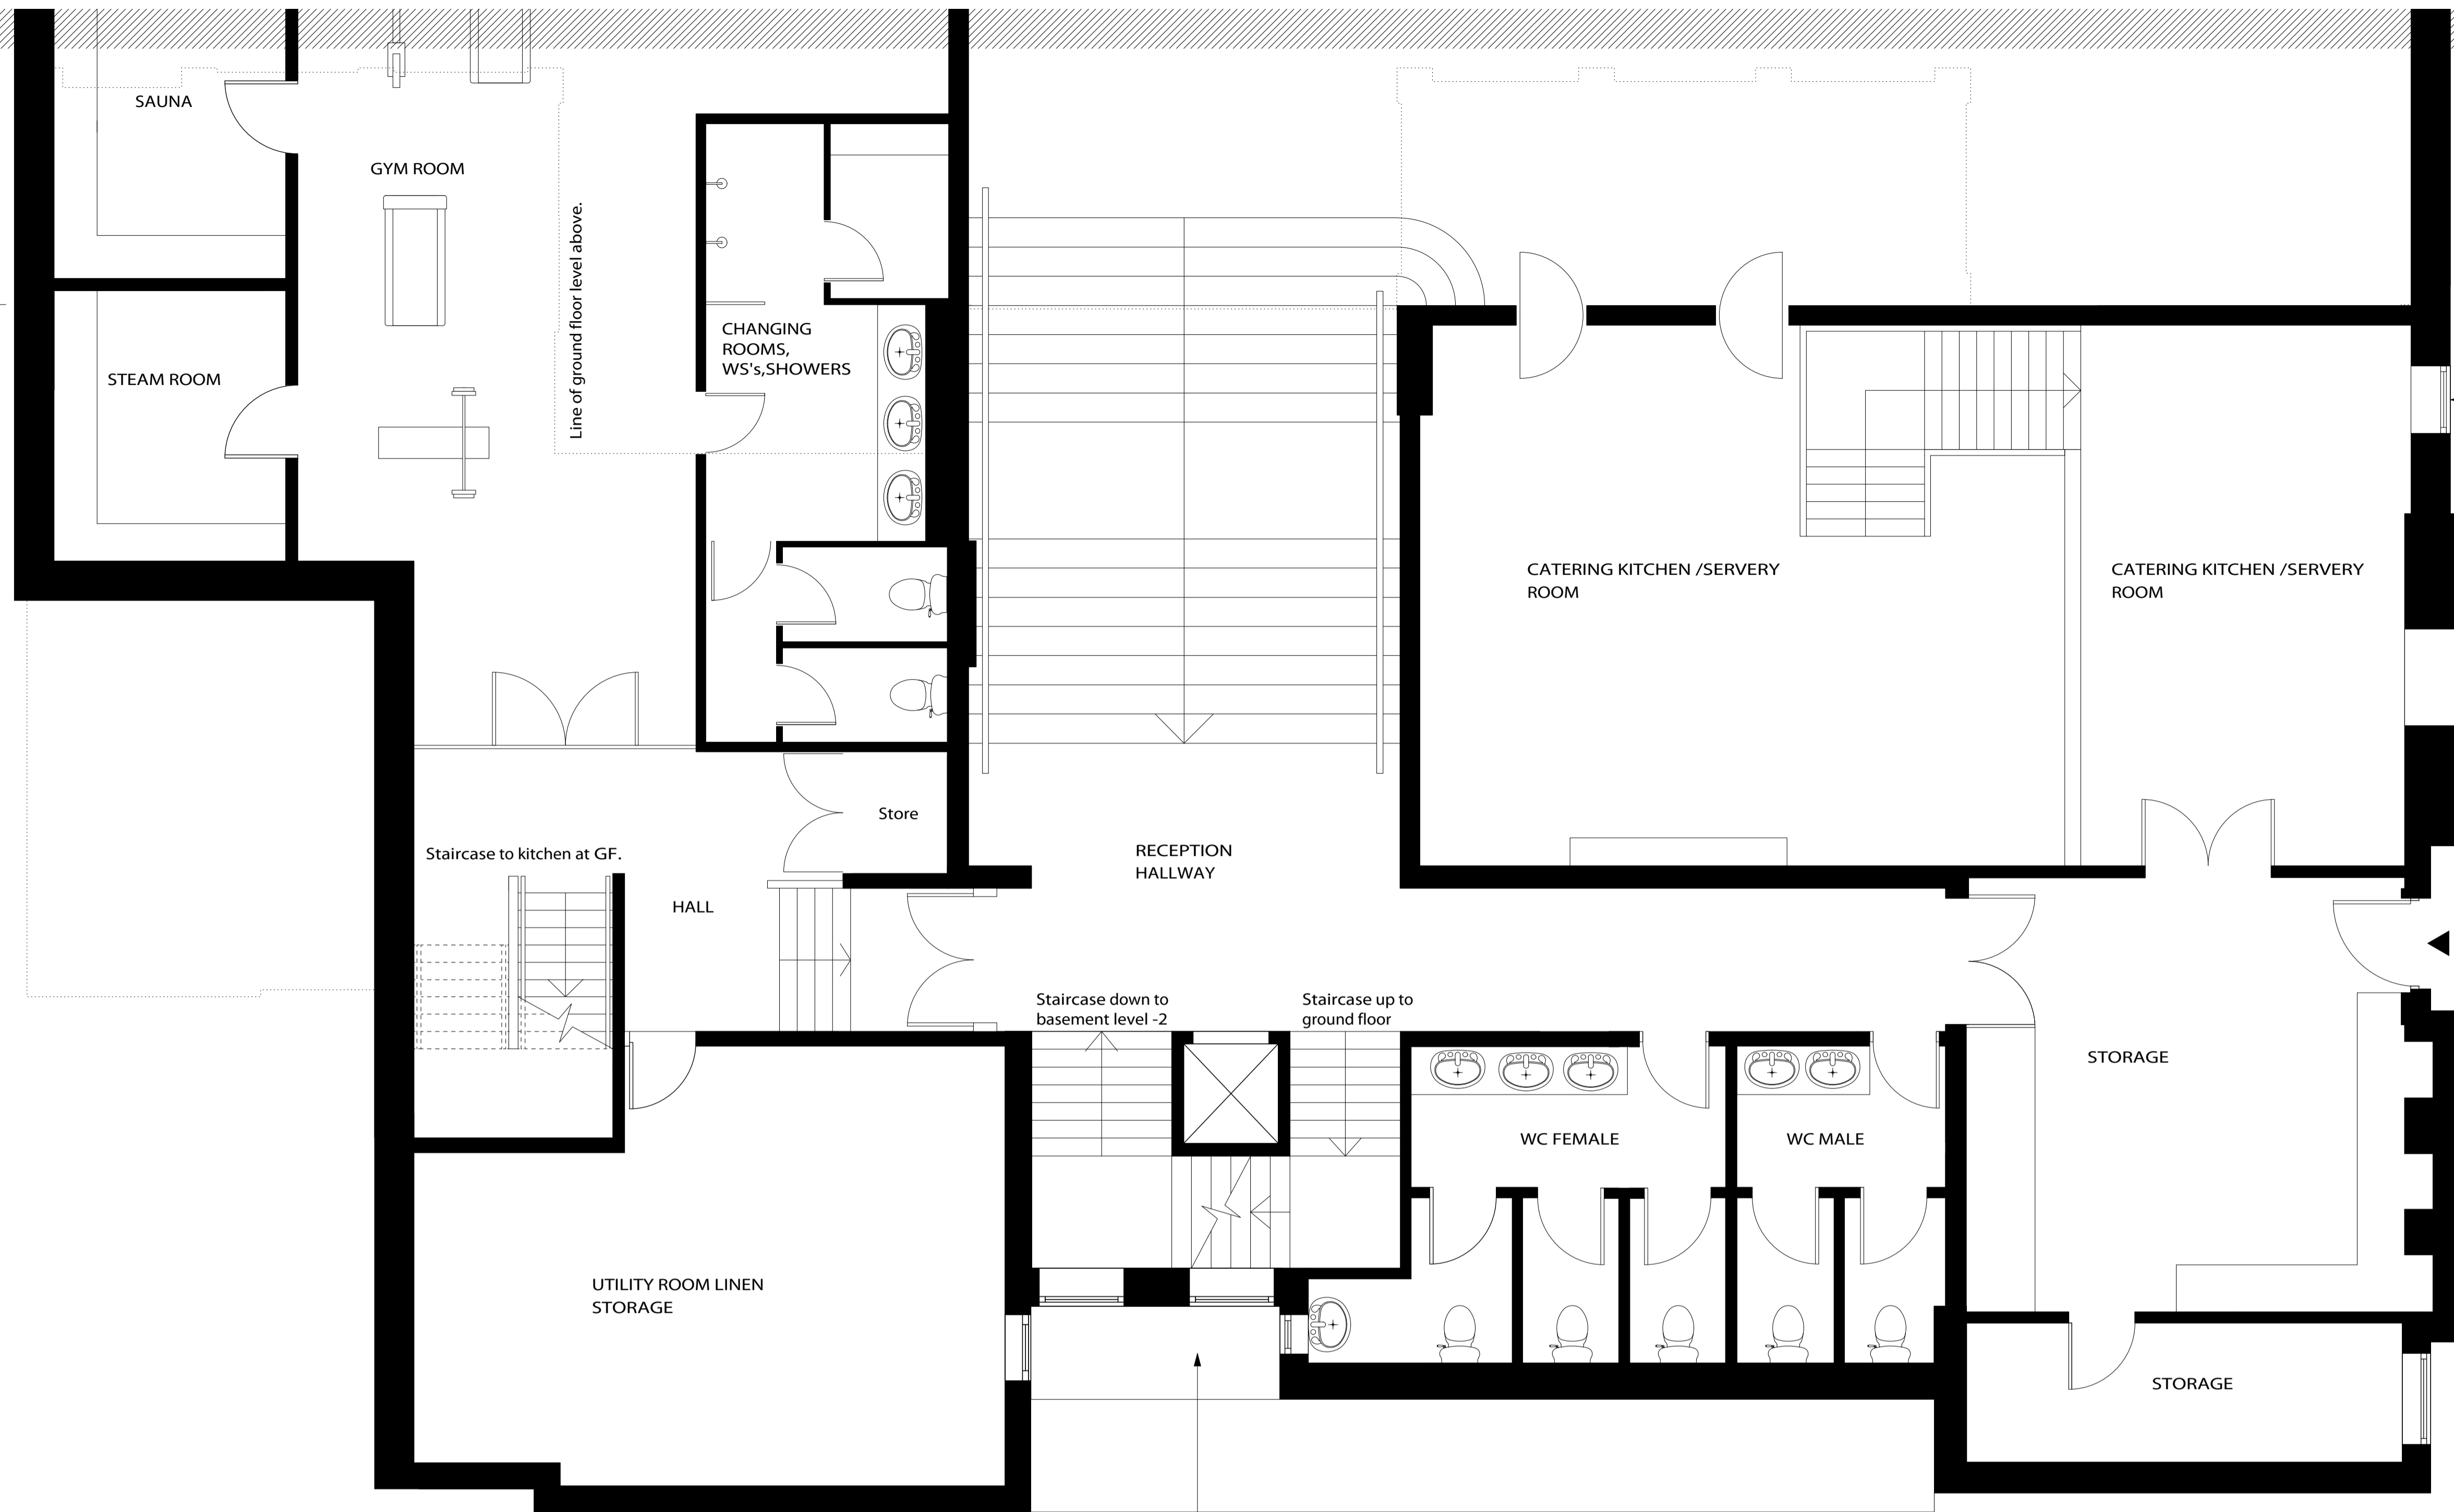 SAUNA
GYM ROOM
Line of ground floor level above.
CHANGING
ROOMS,
WS's,SHOWERS
STEAM ROOM
CATERING KITCHEN /SERVERY
ROOM
CATERING KITCHEN /SERVERY
ROOM
Store
Staircase to kitchen at GF.
RECEPTION
HALLWAY
HALL
Staircase down to
basement level -2
Staircase up to
ground floor
STORAGE
WC FEMALE
WC MALE
UTILITY ROOM LINEN
STORAGE
STORAGE